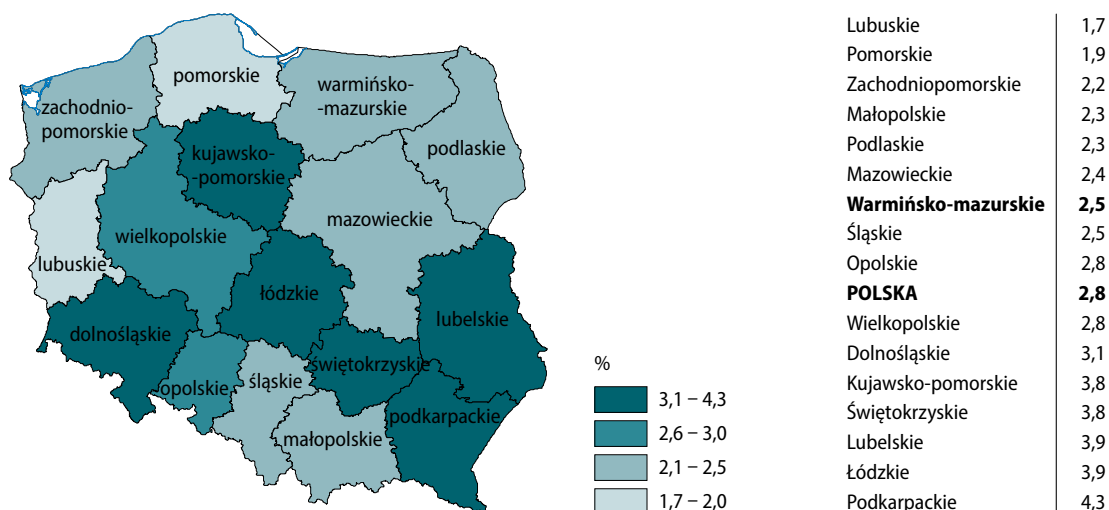 pomorskie
warmińsko-
-mazurskie
zachodnio-
pomorskie
podlaskie
kujawsko-
-pomorskie
mazowieckie
wielkopolskie
lubuskie
łódzkie
lubelskie
dolnośląskie
świętokrzyskie
opolskie
śląskie
podkarpackie
małopolskie
%
3,1 – 4,3
2,6 – 3,0
2,1 – 2,5
1,7 – 2,0
Lubuskie 1,7
Pomorskie 1,9
Zachodniopomorskie 2,2
Małopolskie 2,3
Podlaskie 2,3
Mazowieckie 2,4
Warmińsko-mazurskie 2,5
Śląskie 2,5
Opolskie 2,8
POLSKA 2,8
Wielkopolskie 2,8
Dolnośląskie 3,1
Kujawsko-pomorskie 3,8
Świętokrzyskie 3,8
Lubelskie 3,9
Łódzkie 3,9
Podkarpackie 4,3